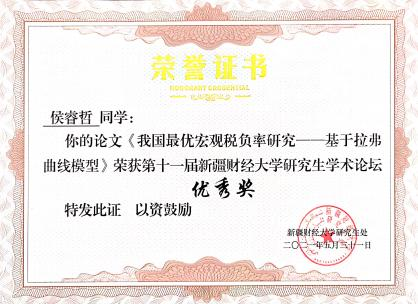 荣誉证书
HONORARY CREDENTIAL
侯睿哲 同学：
你的论文《我国最优宏观税负率研究——基于拉弗
曲线模型》荣获第十一届新疆财经大学研究生学术论坛
优秀奖
特发此证 以资鼓励
新疆财经大学研究生处
二〇二一年五月三十一日